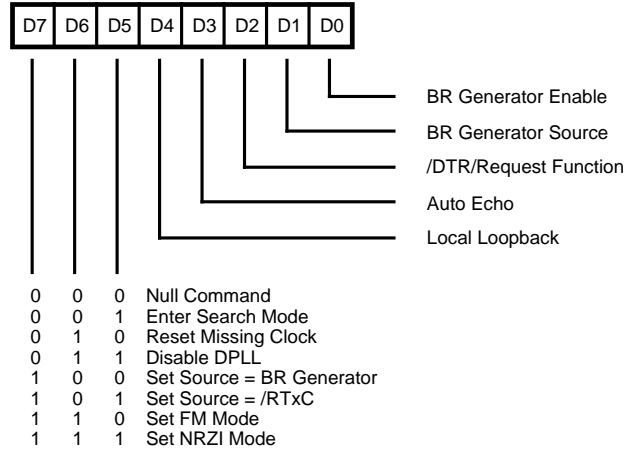 D7 D6 D5 D4 D3 D2 D1 D0
BR Generator Enable
BR Generator Source
/DTR/Request Function
Auto Echo
Local Loopback
0 0 0 Null Command
0 0 1 Enter Search Mode
0 1 0 Reset Missing Clock
0 1 1 Disable DPLL
1 0 0 Set Source = BR Generator
1 0 1 Set Source = /RTxC
1 1 0 Set FM Mode
1 1 1 Set NRZI Mode